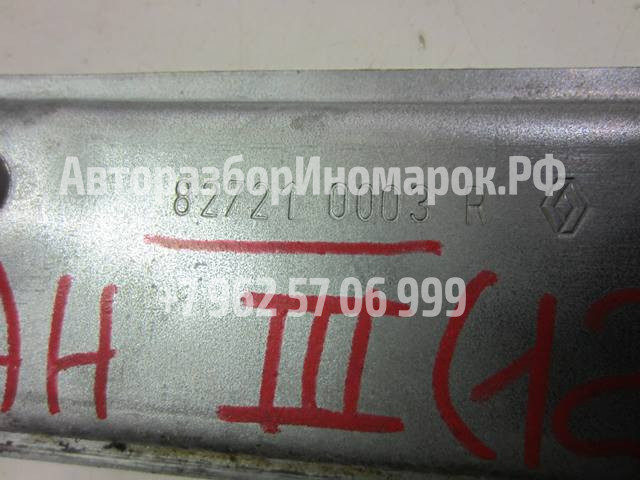 АвторазборИномарок.РФ
82721 0003 R
+7 962 57 06 999
АН III (12